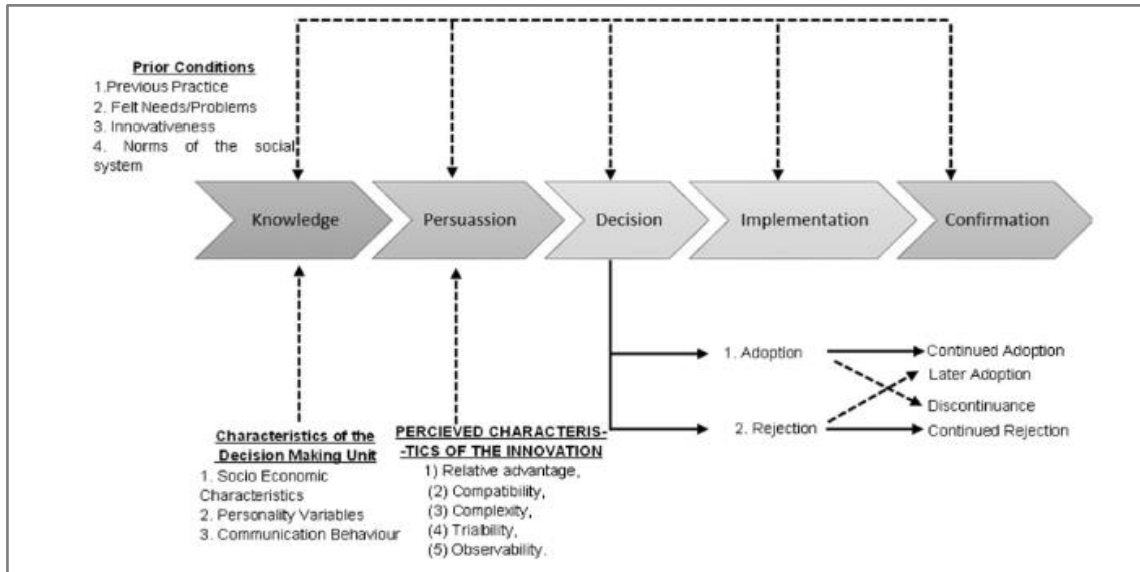 Prior Conditions
1.Previous Practice
2. Felt Needs/Problems
3. Innovativeness
4. Norms of the social
system
Knowledge
Persuassion
Decision
Implementation
Confirmation
1. Adoption
Continued Adoption
Later Adoption
Discontinuance
2. Rejection
Continued Rejection
Characteristics of the
Decision Making Unit
1. Socio Economic
Characteristics
2. Personality Variables
3. Communication Behaviour
PERCIEVED CHARACTERIS-
-TICS OF THE INNOVATION
1) Relative advantage,
(2) Compatibility,
(3) Complexity,
(4) Trialbility,
(5) Observability.